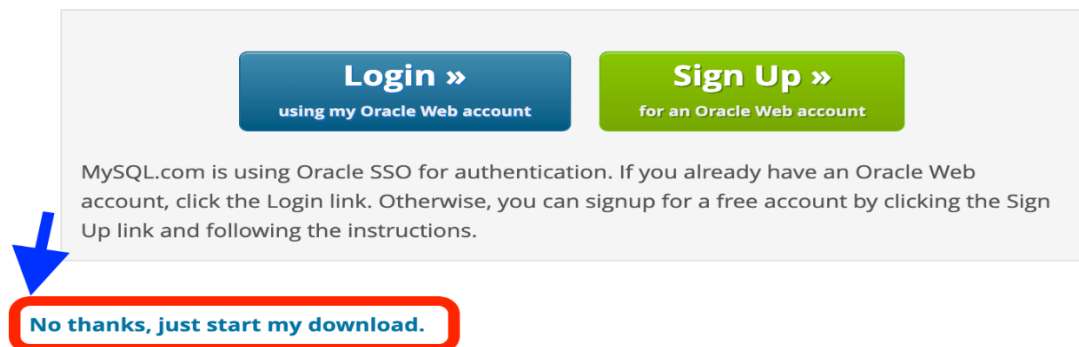 Login »
Sign Up »
using my Oracle Web account
for an Oracle Web account
MySQL.com is using Oracle SSO for authentication. If you already have an Oracle Web
account, click the Login link. Otherwise, you can signup for a free account by clicking the Sign
Up link and following the instructions.
No thanks, just start my download.